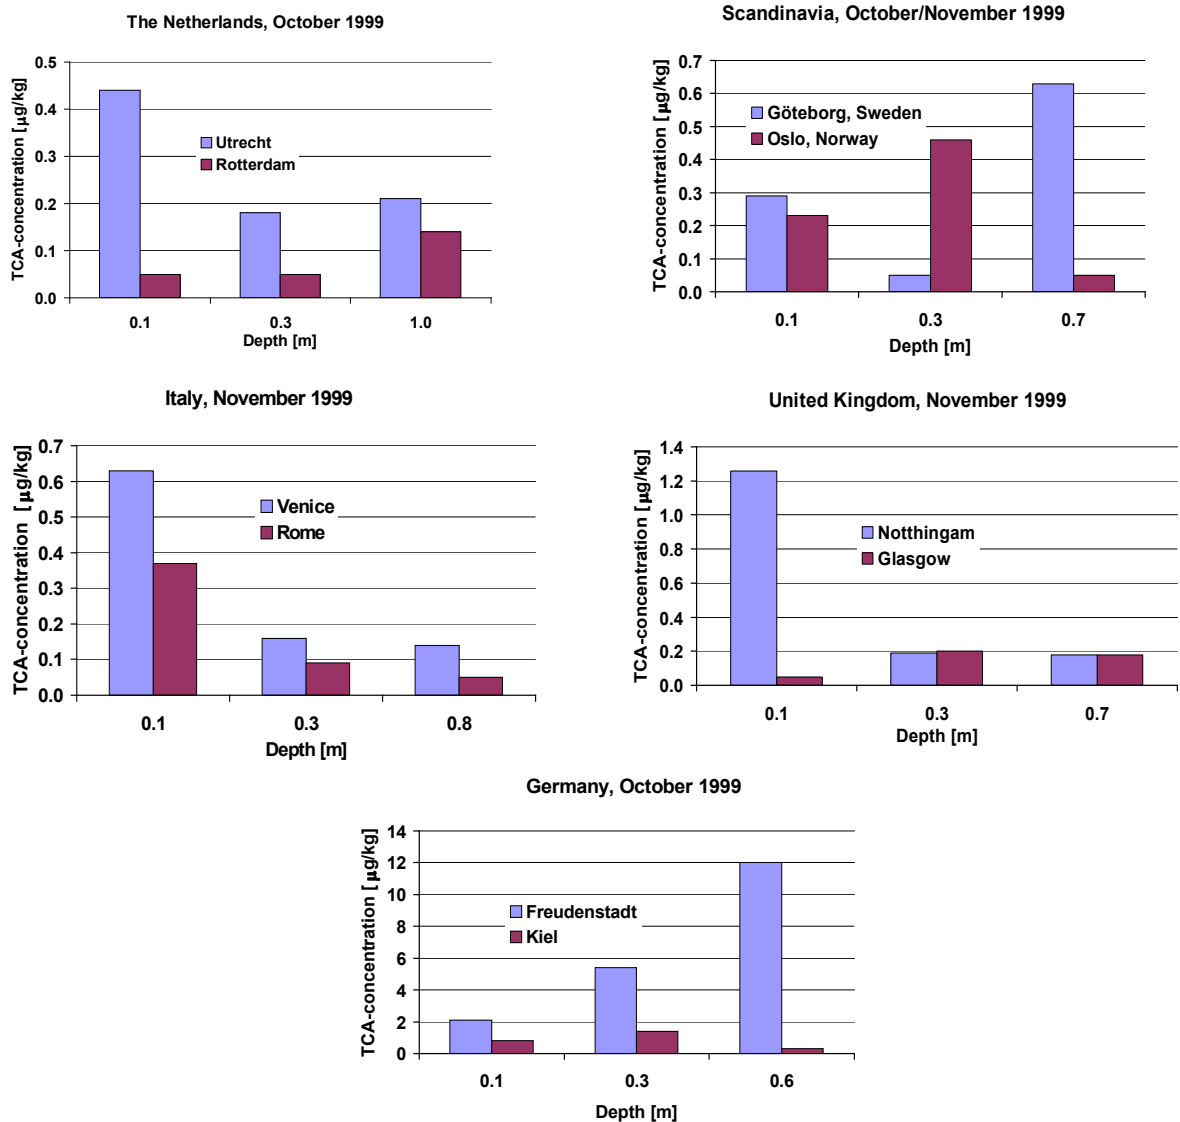 The Netherlands, October 1999
TCA-concentration [µg/kg]
0.5
0.4
0.3
0.2
0.1
0.0
Utrecht
Rotterdam
0.1 0.3 1.0
Depth [m]
Scandinavia, October/November 1999
TCA-concentration [µg/kg]
0.7
0.6
0.5
0.4
0.3
0.2
0.1
0.0
Göteborg, Sweden
Oslo, Norway
0.1 0.3 0.7
Depth [m]
Italy, November 1999
TCA-concentration [µg/kg]
0.7
0.6
0.5
0.4
0.3
0.2
0.1
0.0
Venice
Rome
0.1 0.3 0.8
Depth [m]
United Kingdom, November 1999
TCA-concentration [µg/kg]
1.4
1.2
1.0
0.8
0.6
0.4
0.2
0.0
Notthingam
Glasgow
0.1 0.3 0.7
Depth [m]
Germany, October 1999
TCA-concentration [µg/kg]
14
12
10
8
6
4
2
0
Freudenstadt
Kiel
0.1 0.3 0.6
Depth [m]